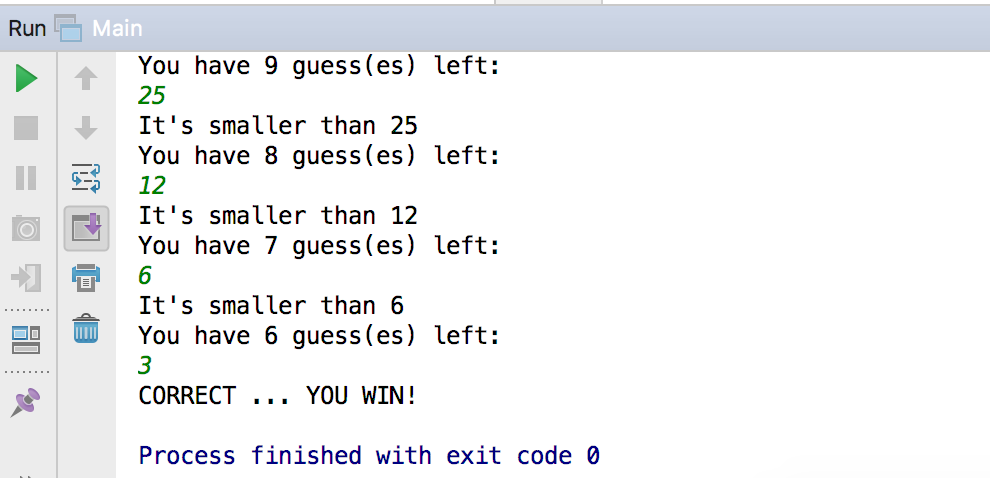 Run Main
You have 9 guess(es) left:
25
It's smaller than 25
You have 8 guess(es) left:
12
It's smaller than 12
You have 7 guess(es) left:
6
It's smaller than 6
You have 6 guess(es) left:
3
CORRECT ... YOU WIN!
Process finished with exit code 0